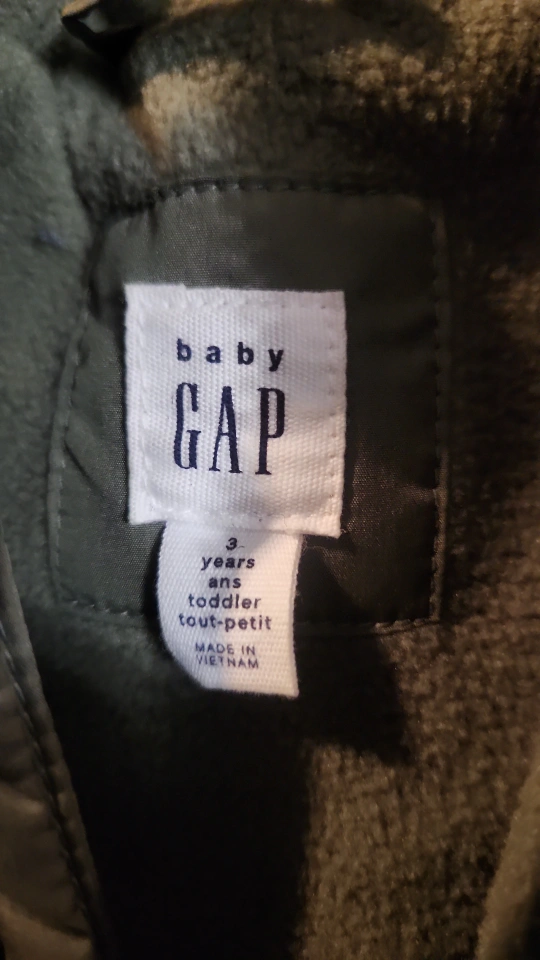 baby
GAP
3
years
ans
toddler
tout-petit
MADE IN
VIETNAM